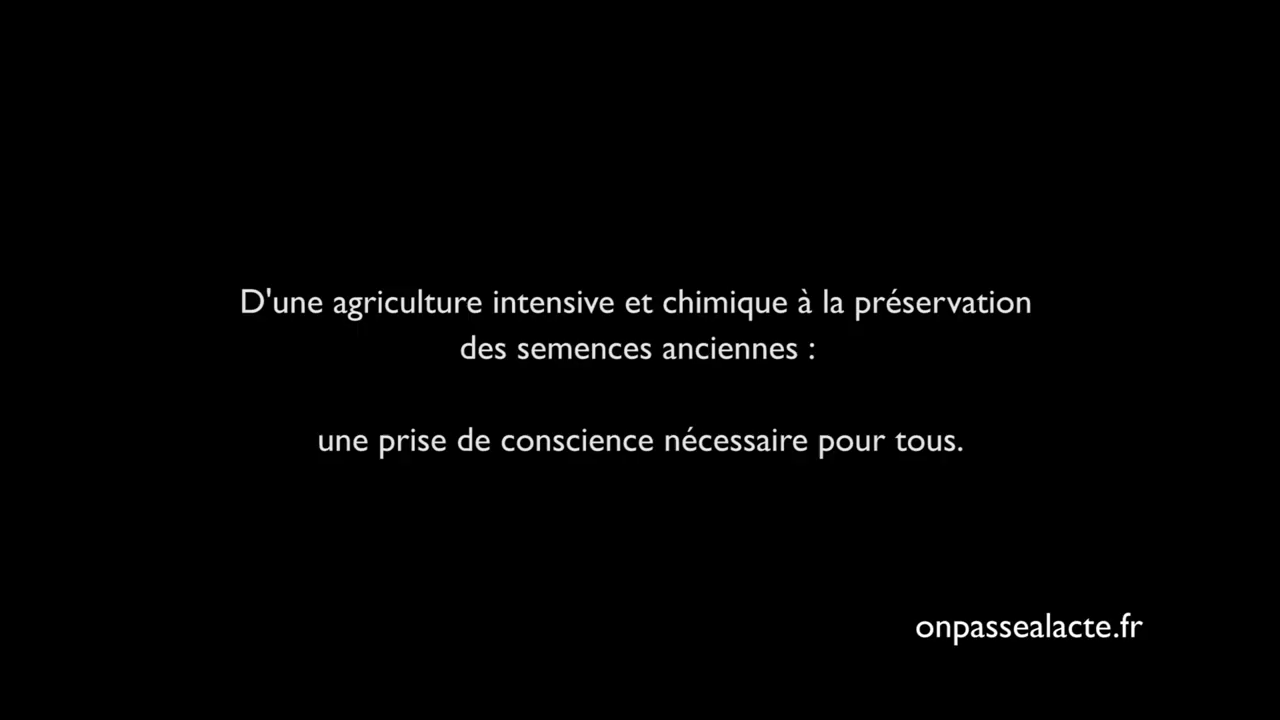 D'une agriculture intensive et chimique à la préservation
des semences anciennes :
une prise de conscience nécessaire pour tous.
onpassealacte.fr